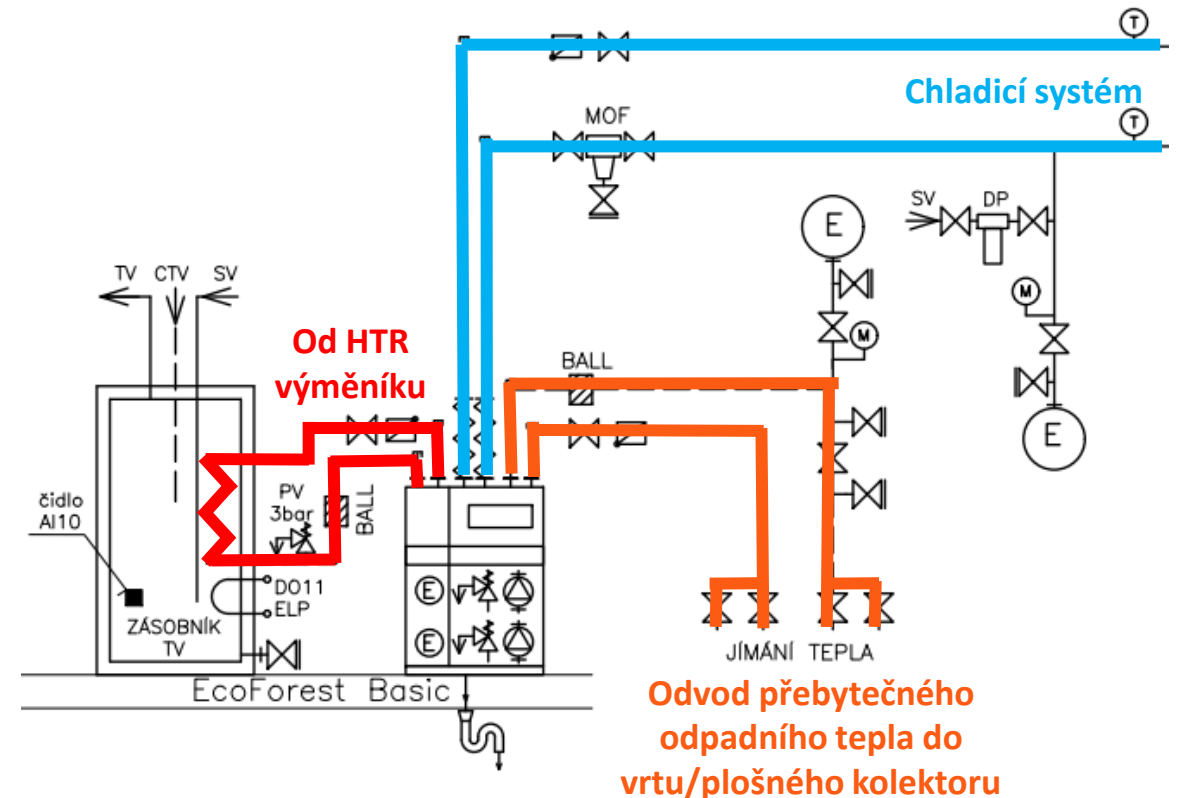 T
Chladicí systém
MOF
T
SV
DP
E
TV
CTV
SV
M
Od HTR
výměníku
M
BALL
E
PV
3bar
BALL
čidlo
AI10
DO11
ELP
E
ZÁSOBNÍK
TV
E
JÍMÁNÍ TEPLA
EcoForest Basic
Odvod přebytečného
odpadního tepla do
vrtu/plošného kolektoru